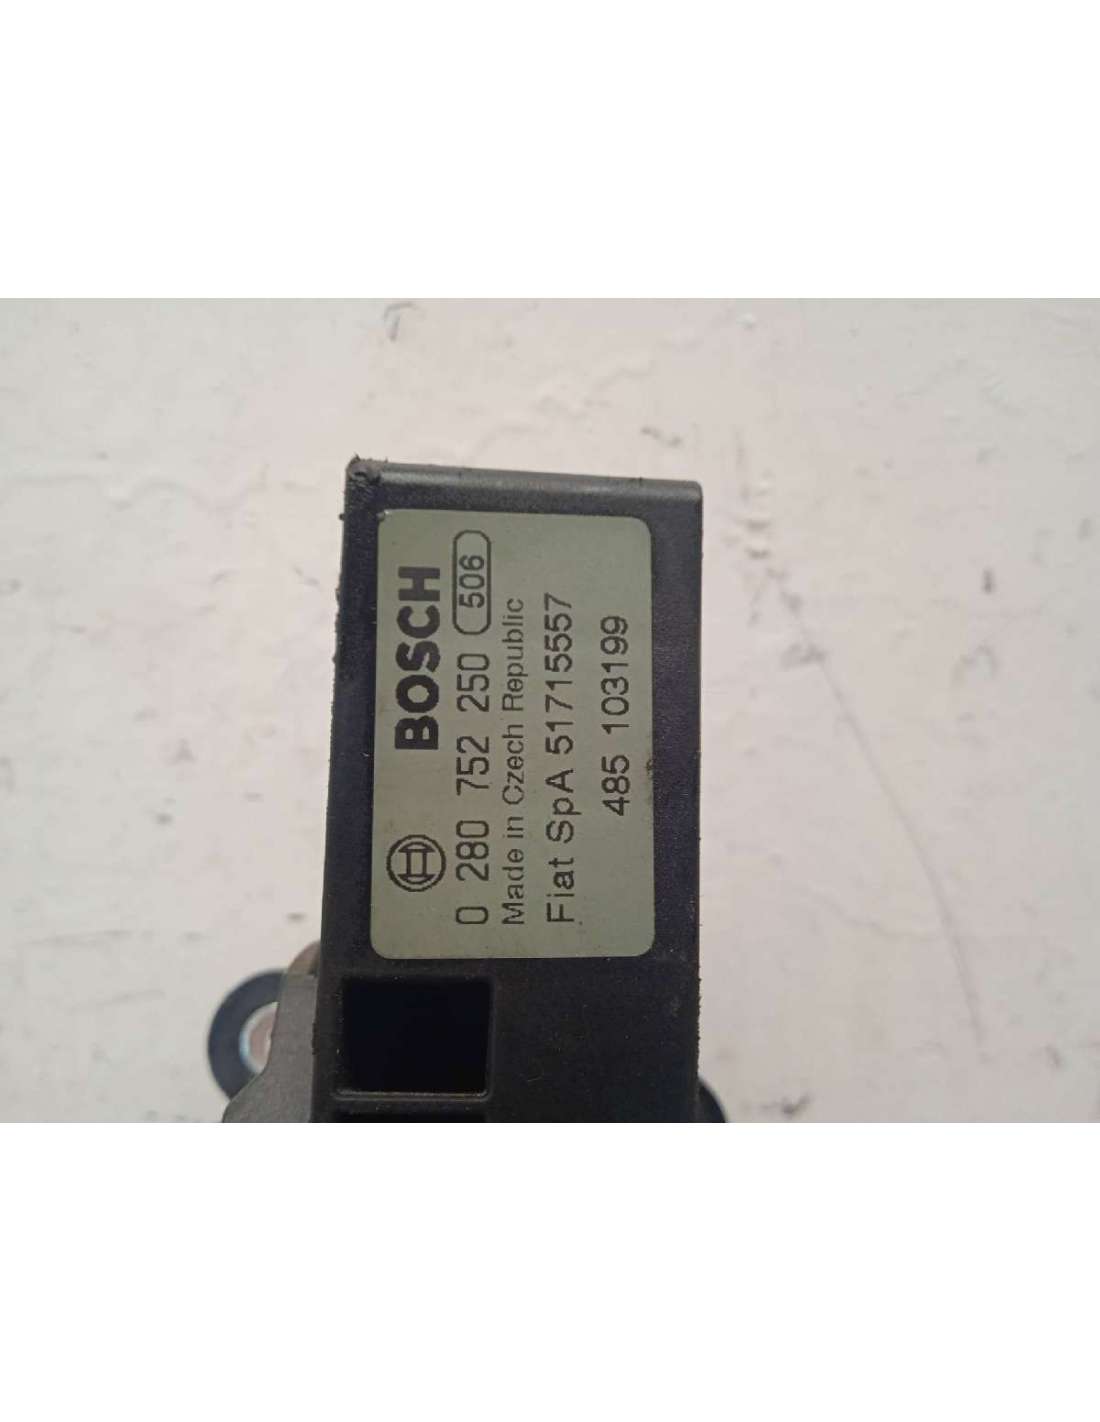 BOSCH
0 280 752 250 506
Made in Czech Republic
Fiat SpA 51715557
485 103199